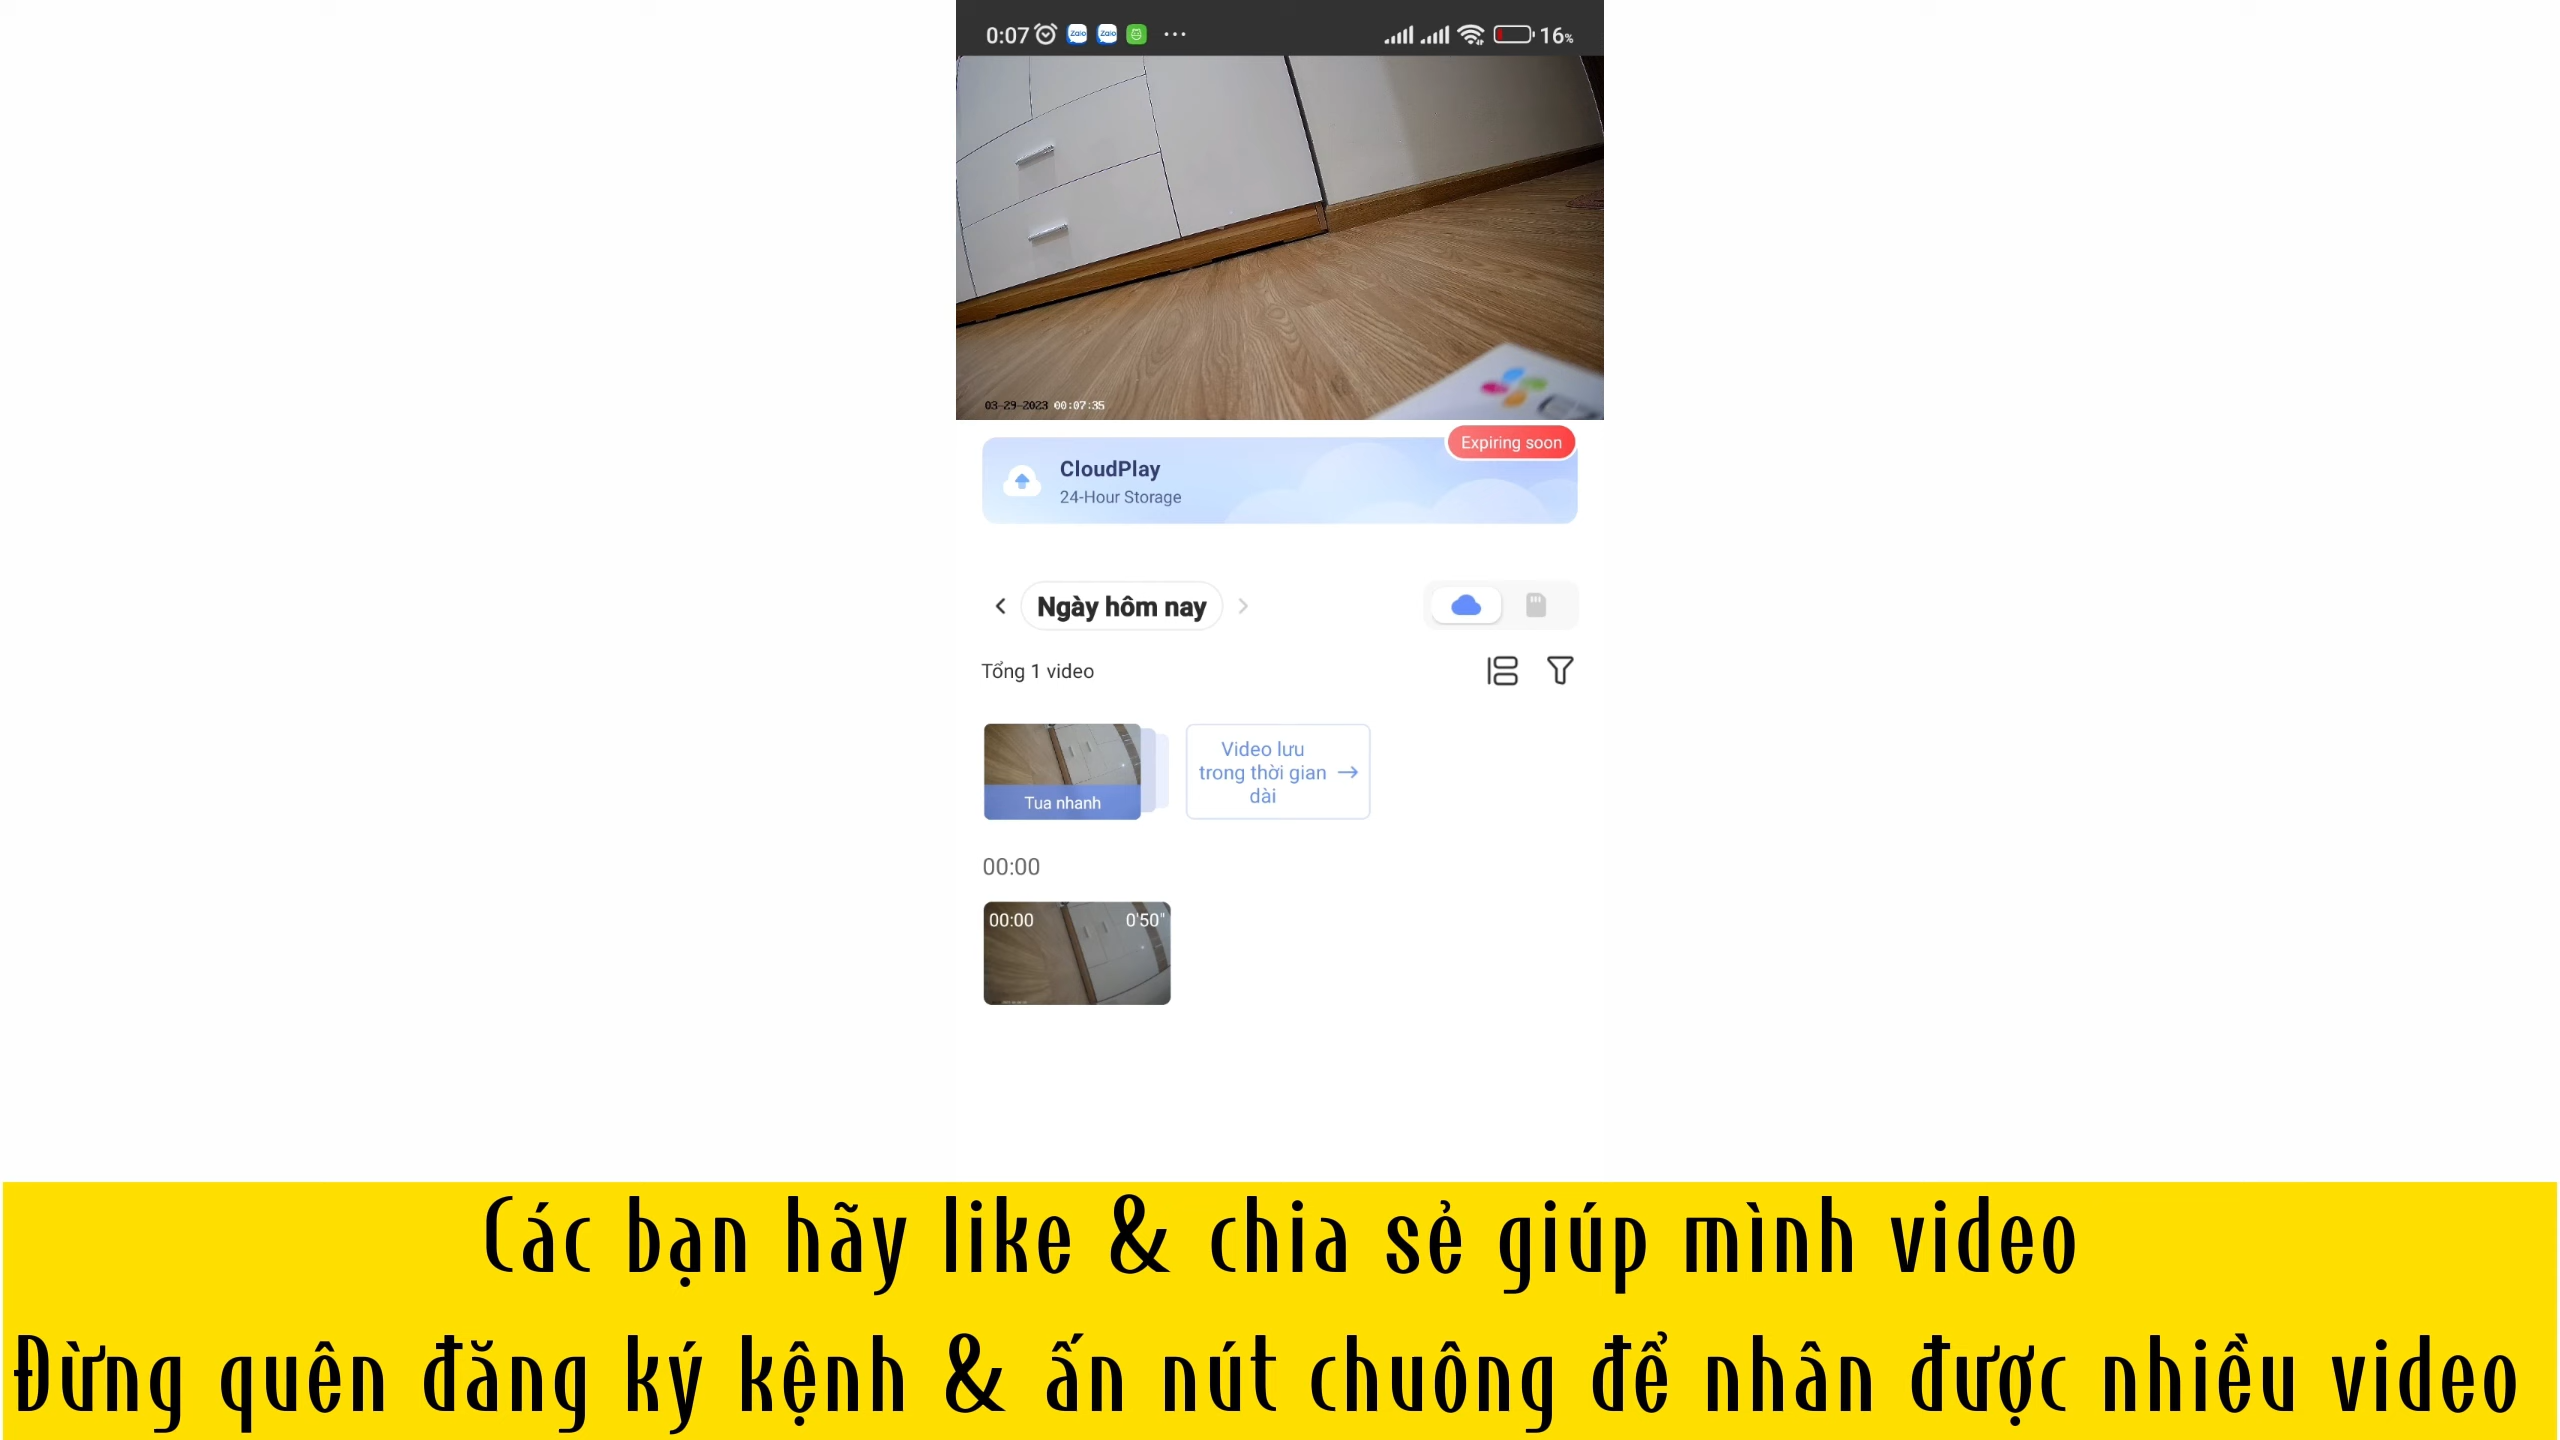 0:07 Zalo Zalo ... 16%
03-29-2023 00:07:35
Expiring soon
CloudPlay
24-Hour Storage
Ngày hôm nay
Tổng 1 video
Video lưu
trong thời gian →
dài
Tua nhanh
00:00
00:00 0'50"
Các bạn hãy like & chia sẻ giúp mình video
Đừng quên đăng ký kệnh & ấn nút chuông để nhân được nhiều video